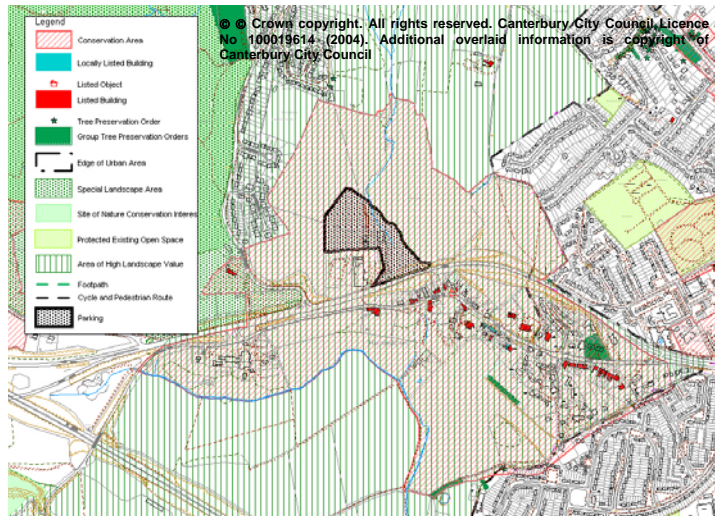 © © Crown copyright. All rights reserved. Canterbury City Council Licence
No 100019614 (2004). Additional overlaid information is copyright of
Canterbury City Council
Legend
Conservation Area
Locally Listed Building
Listed Object
Listed Building
Tree Preservation Order
Group Tree Preservation Orders
Edge of Urban Area
Special Landscape Area
Site of Nature Conservation Interes
Protected Existing Open Space
Area of High Landscape Value
Footpath
Cycle and Pedestrian Route
Parking